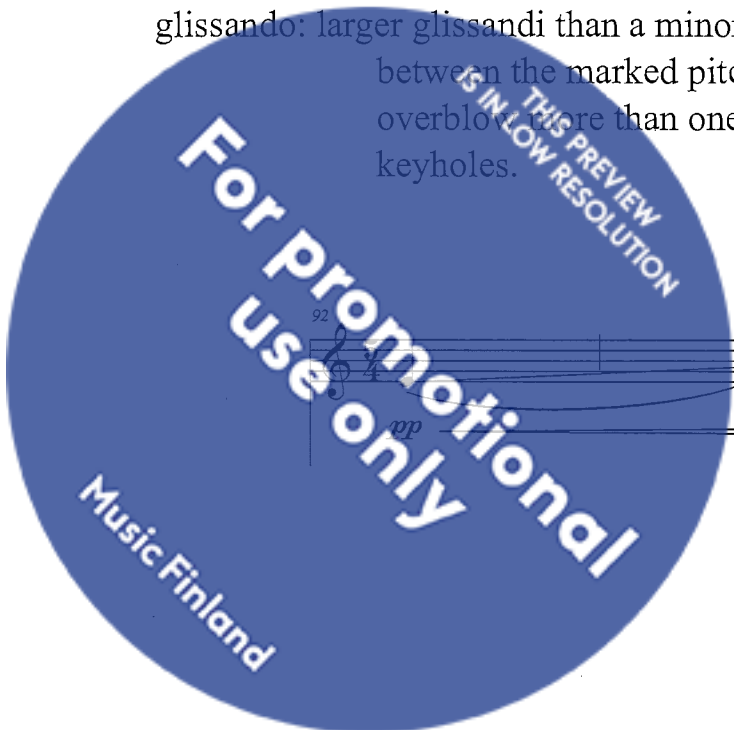 glissando: larger glissandi than a mino
between the marked pitc
overblow more than one
keyholes.
THIS PREVIEW
IS IN LOW RESOLUTION
For promotional
use only
92
pp
Music Finland